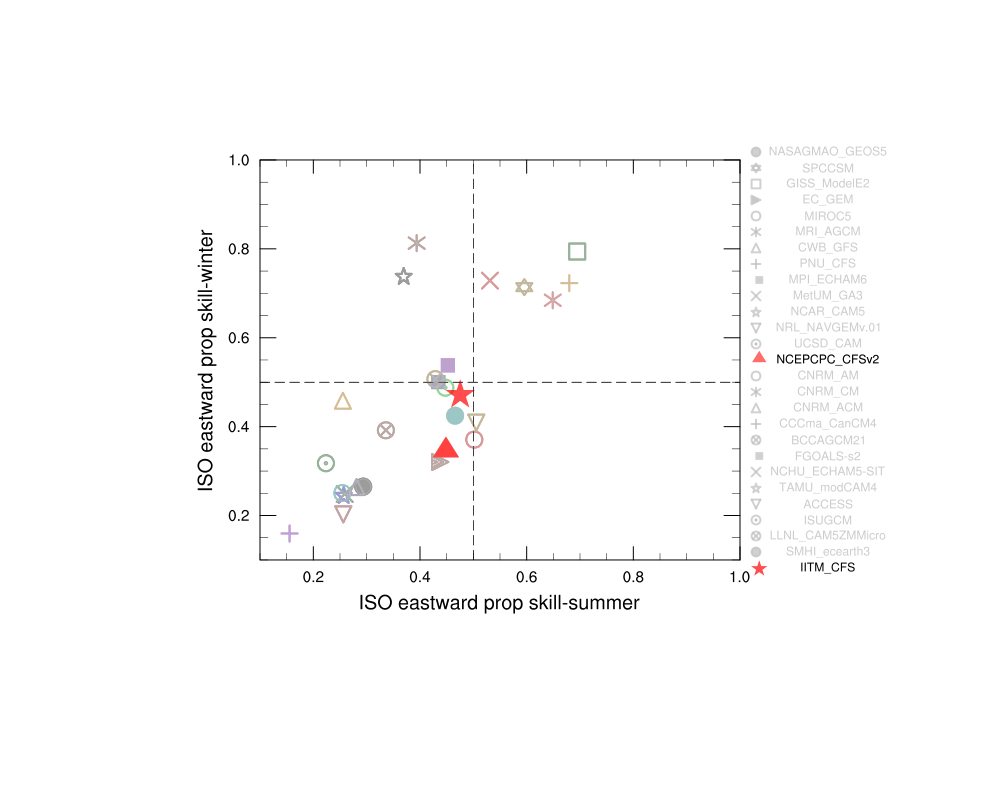 1.0
0.8
0.6
0.4
0.2
ISO eastward prop skill-winter
0.2 0.4 0.6 0.8 1.0
ISO eastward prop skill-summer
NASAGMAO_GEOS5
SPCCSM
GISS_ModelE2
EC_GEM
MIROC5
MRI_AGCM
CWB_GFS
PNU_CFS
MPI_ECHAM6
MetUM_GA3
NCAR_CAM5
NRL_NAVGEMv.01
UCSD_CAM
NCEPCPC_CFSv2
CNRM_AM
CNRM_CM
CNRM_ACM
CCCma_CanCM4
BCCAGCM21
FGOALS-s2
NCHU_ECHAM5-SIT
TAMU_modCAM4
ACCESS
ISUGCM
LLNL_CAM5ZMMicro
SMHI_ecearth3
IITM_CFS